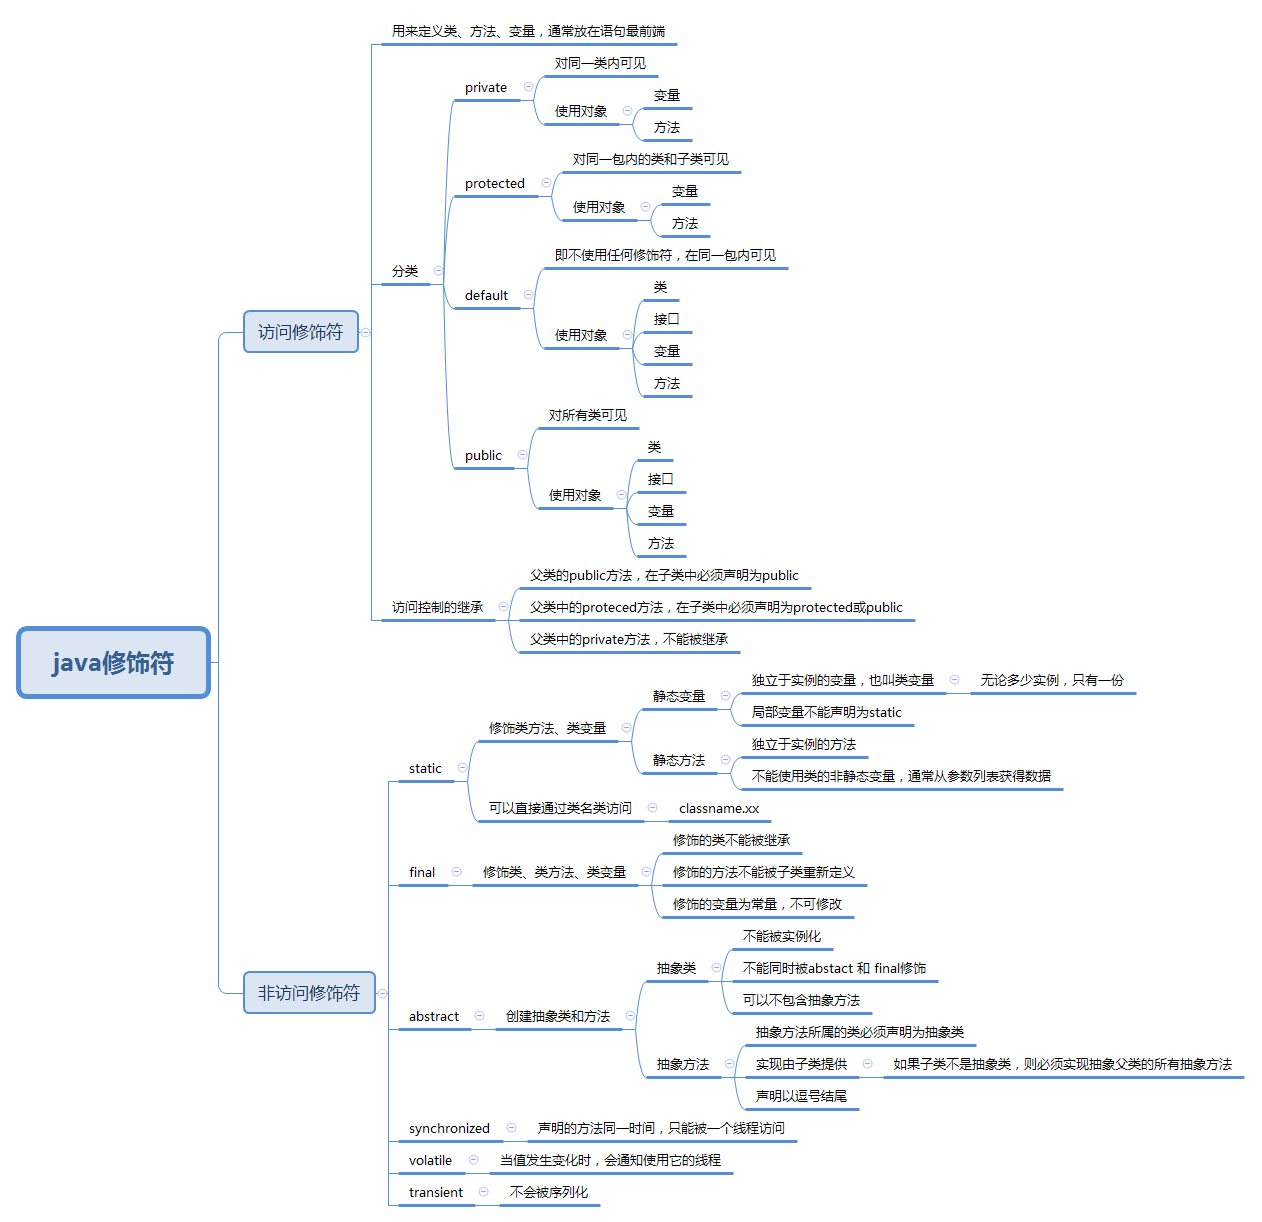 java修饰符
访问修饰符
用来定义类、方法、变量，通常放在语句最前端
分类
private
对同一类内可见
使用对象
变量
方法
protected
对同一包内的类和子类可见
使用对象
变量
方法
default
即不使用任何修饰符，在同一包内可见
使用对象
类
接口
变量
方法
public
对所有类可见
使用对象
类
接口
变量
方法
访问控制的继承
父类的public方法，在子类中必须声明为public
父类中的proteced方法，在子类中必须声明为protected或public
父类中的private方法，不能被继承
非访问修饰符
static
修饰类方法、类变量
静态变量
独立于实例的变量，也叫类变量
无论多少实例，只有一份
局部变量不能声明为static
静态方法
独立于实例的方法
不能使用类的非静态变量，通常从参数列表获得数据
可以直接通过类名类访问
classname.xx
final
修饰类、类方法、类变量
修饰的类不能被继承
修饰的方法不能被子类重新定义
修饰的变量为常量，不可修改
abstract
创建抽象类和方法
抽象类
不能被实例化
不能同时被abstact 和 final修饰
可以不包含抽象方法
抽象方法
抽象方法所属的类必须声明为抽象类
实现由子类提供
如果子类不是抽象类，则必须实现抽象父类的所有抽象方法
声明以逗号结尾
synchronized
声明的方法同一时间，只能被一个线程访问
volatile
当值发生变化时，会通知使用它的线程
transient
不会被序列化